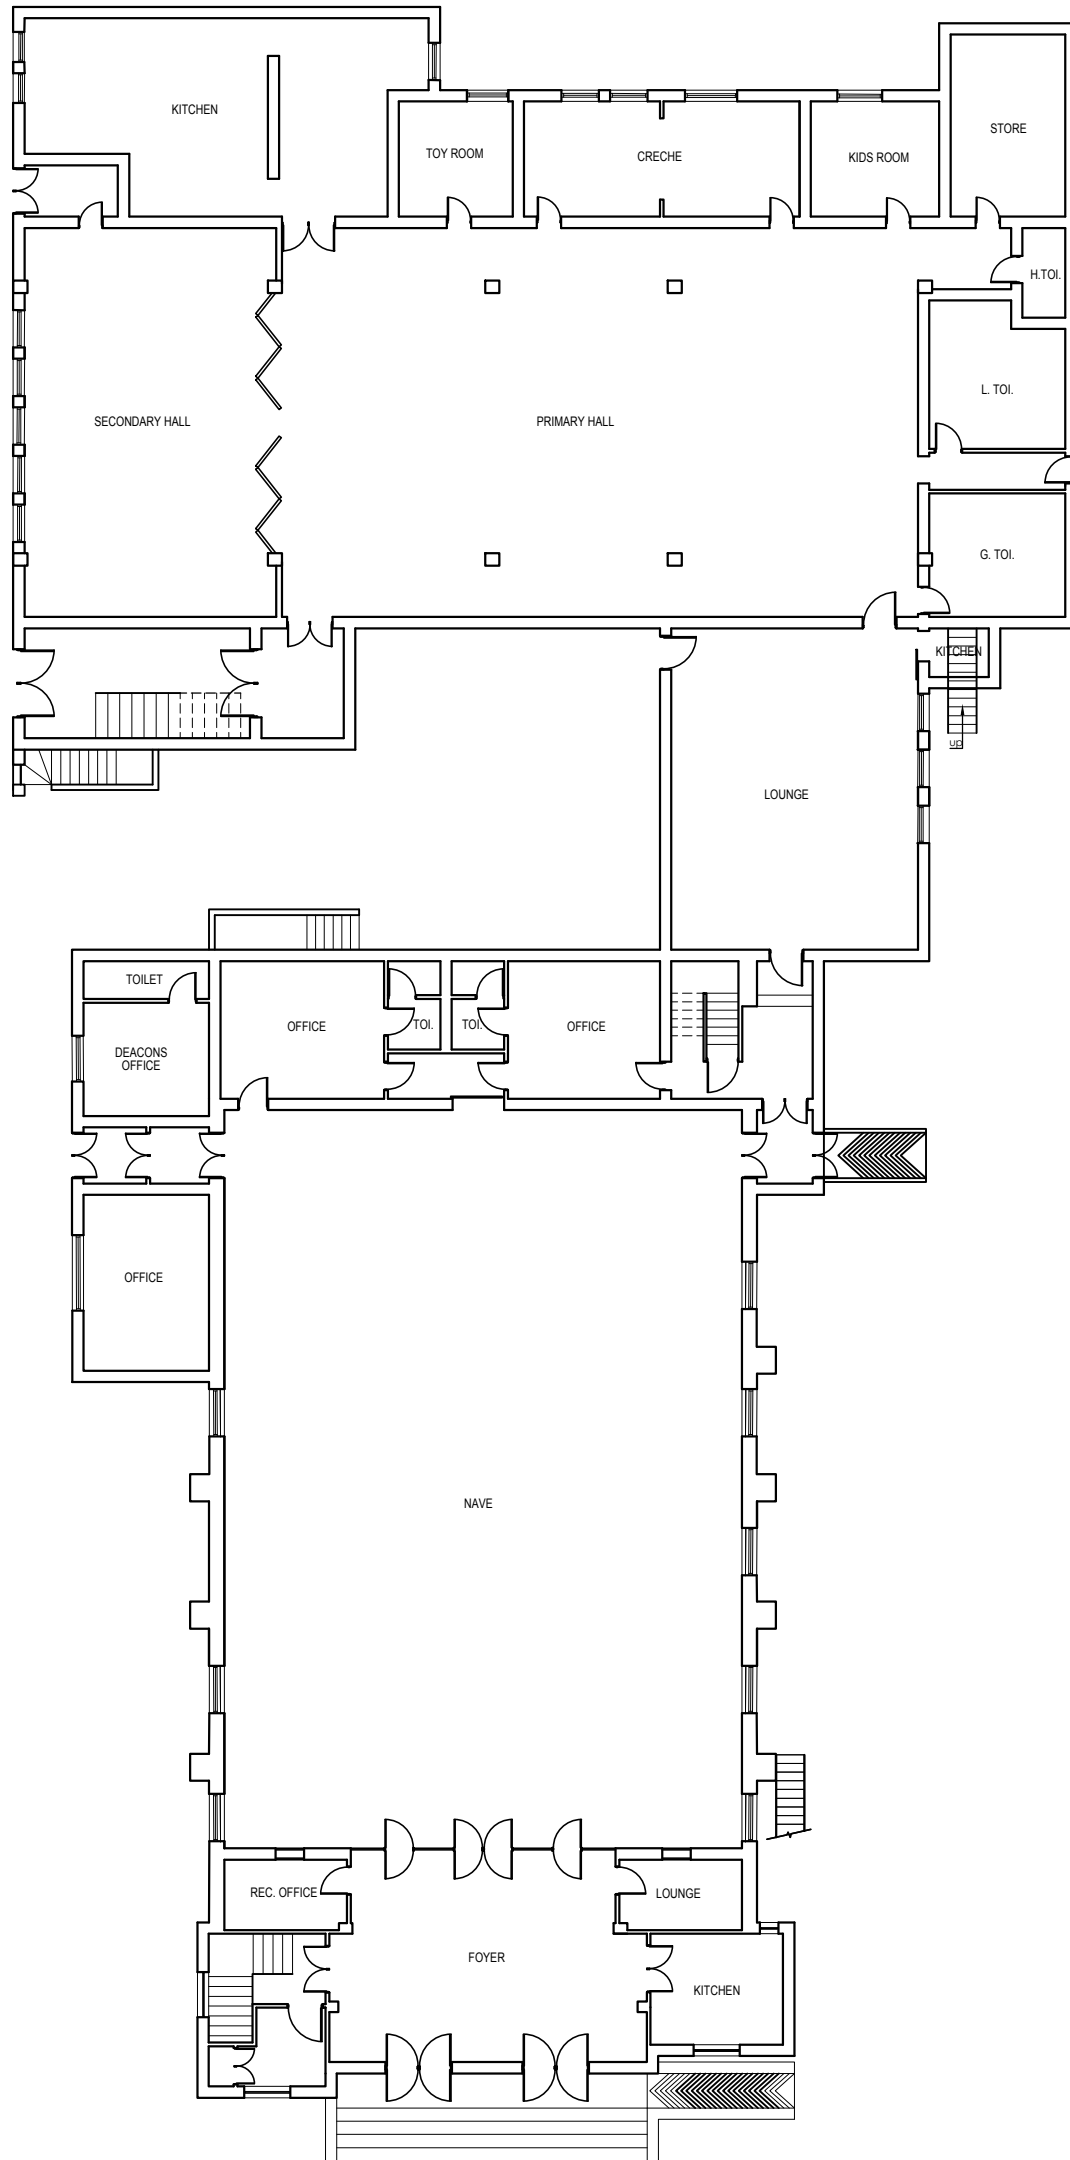 KITCHEN
TOY ROOM
CRECHE
KIDS ROOM
STORE
H.TOI.
L. TOI.
SECONDARY HALL
PRIMARY HALL
G. TOI.
KITCHEN
up
LOUNGE
TOILET
OFFICE
TOI.
TOI.
OFFICE
DEACONS
OFFICE
OFFICE
NAVE
REC. OFFICE
LOUNGE
FOYER
KITCHEN